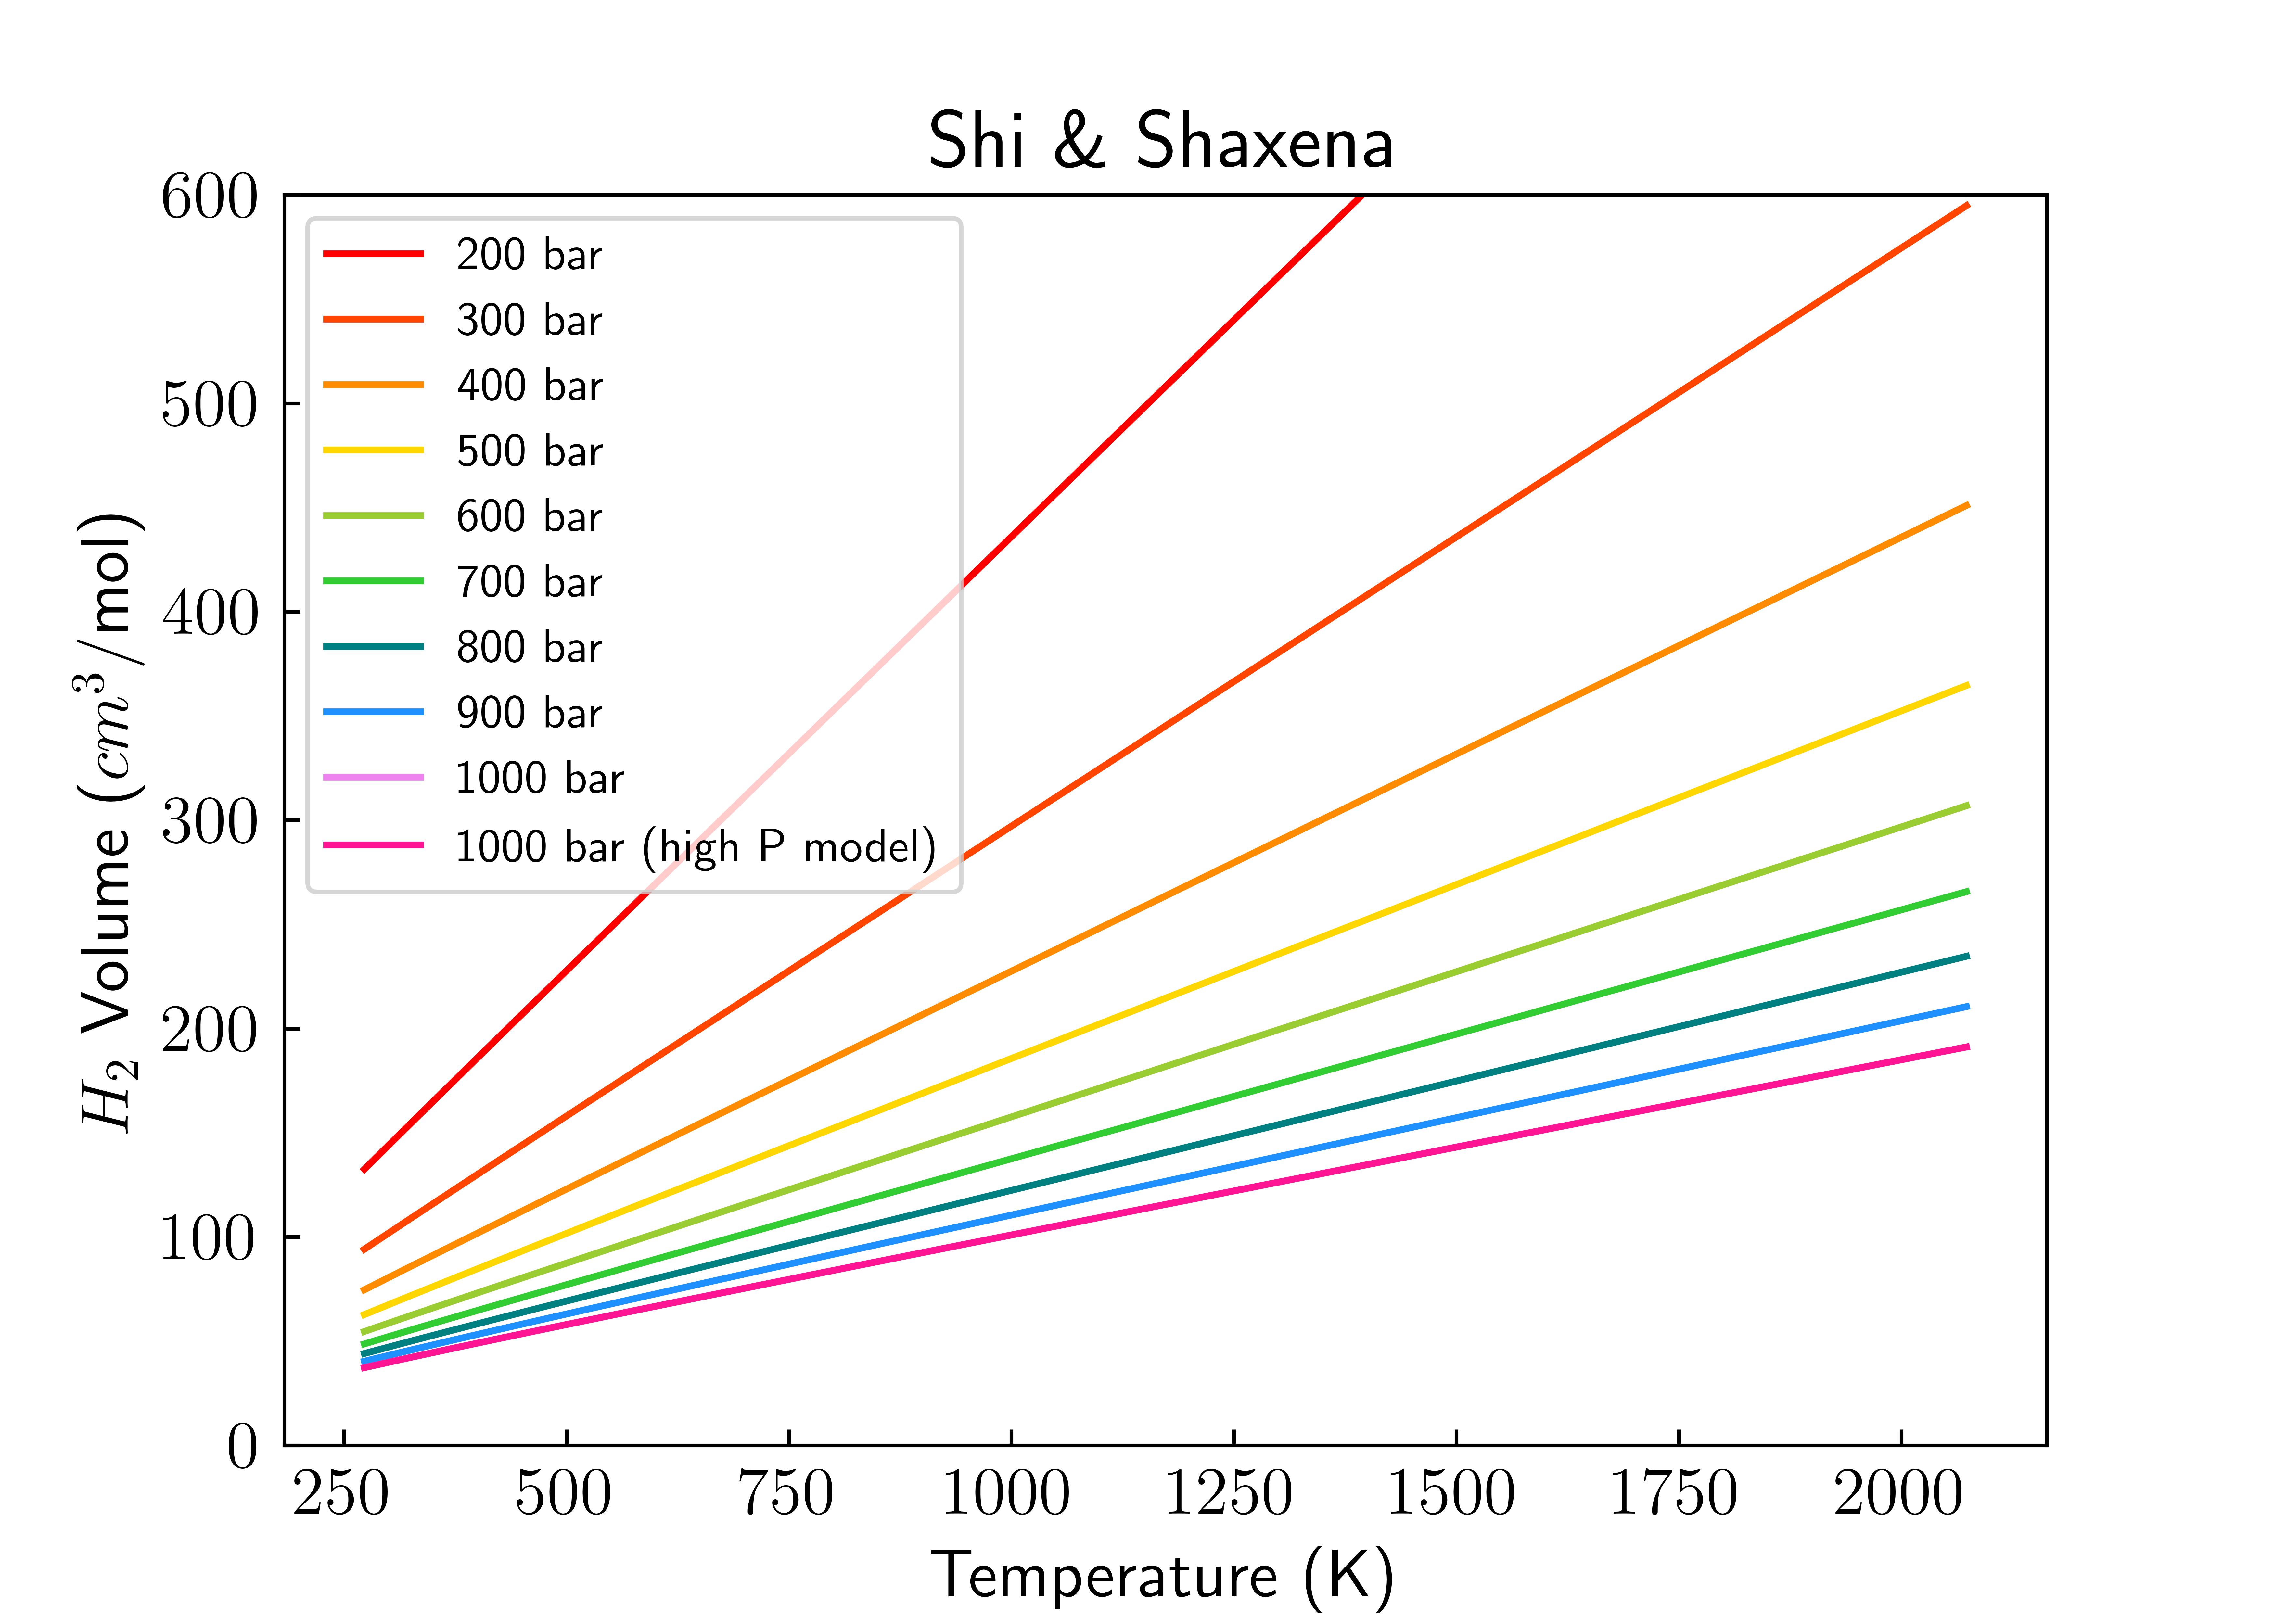 Shi & Shaxena
600
500
400
300
200
100
0
H₂ Volume (cm³/mol)
200 bar
300 bar
400 bar
500 bar
600 bar
700 bar
800 bar
900 bar
1000 bar
1000 bar (high P model)
250 500 750 1000 1250 1500 1750 2000
Temperature (K)